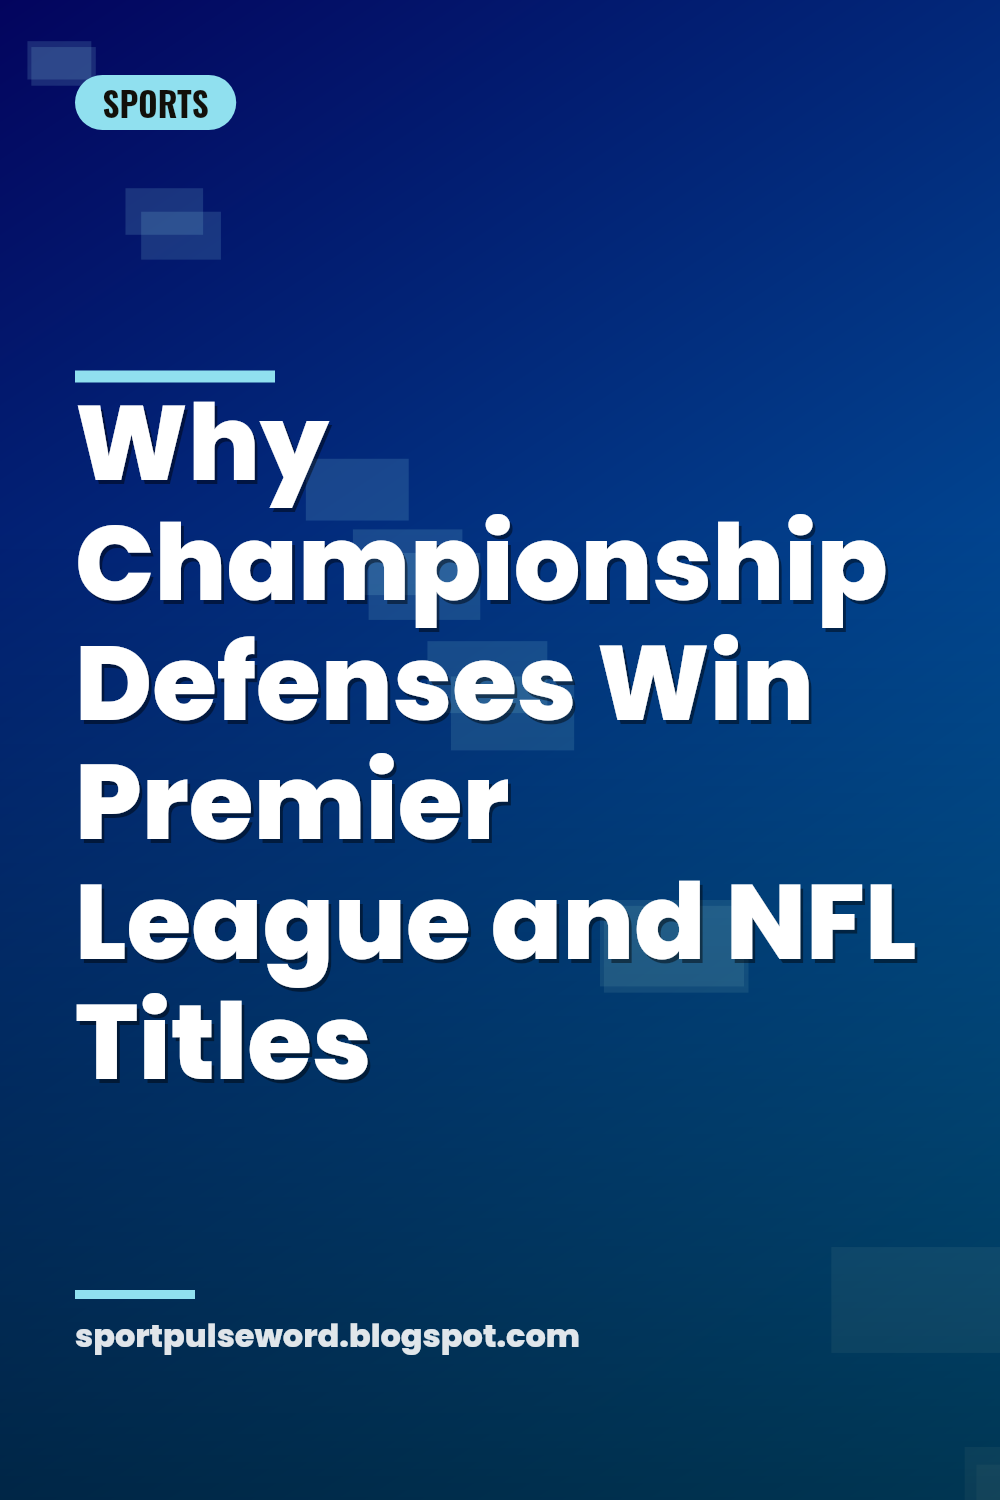 SPORTS
Why
Championship
Defenses Win
Premier
League and NFL
Titles
sportpulseword.blogspot.com